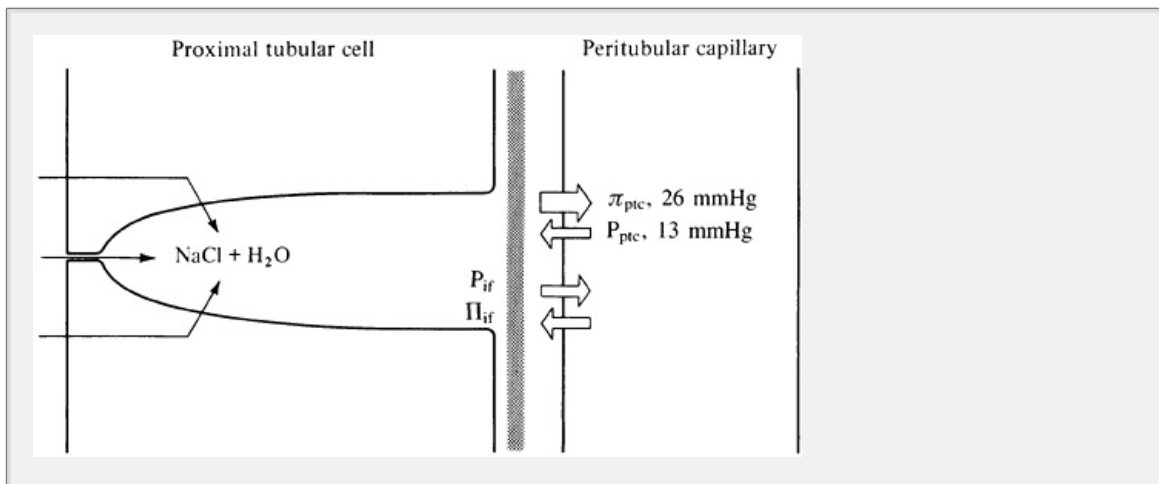 Proximal tubular cell
Peritubular capillary
πptc, 26 mmHg
Pptc, 13 mmHg
NaCl + H₂O
Pif
Πif